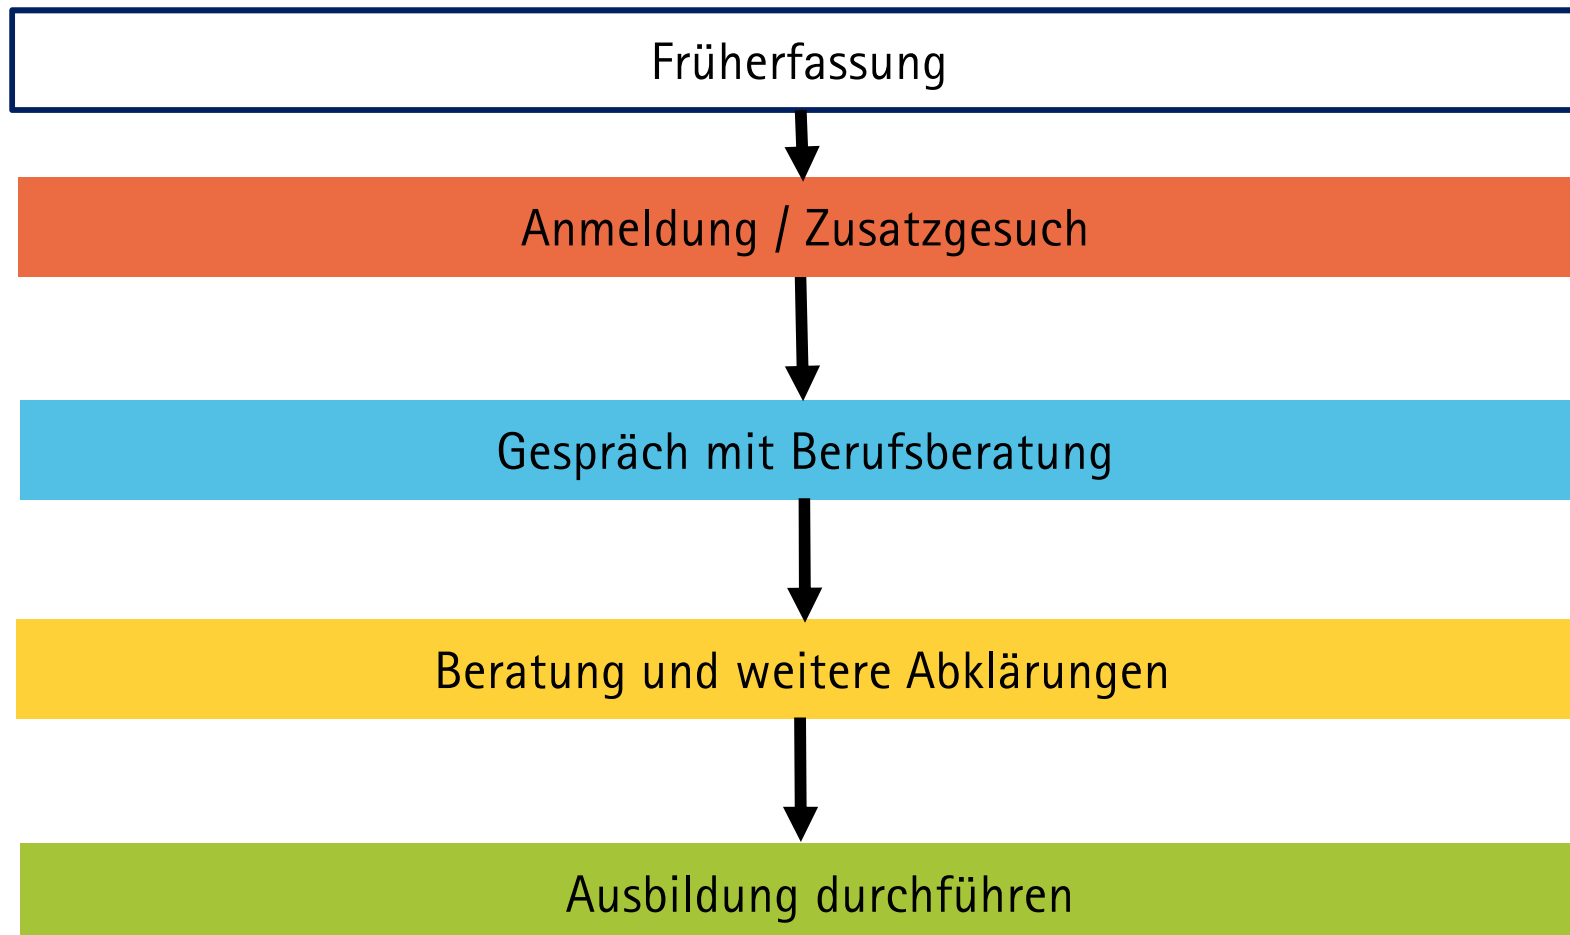 Früherfassung
Anmeldung / Zusatzgesuch
Gespräch mit Berufsberatung
Beratung und weitere Abklärungen
Ausbildung durchführen